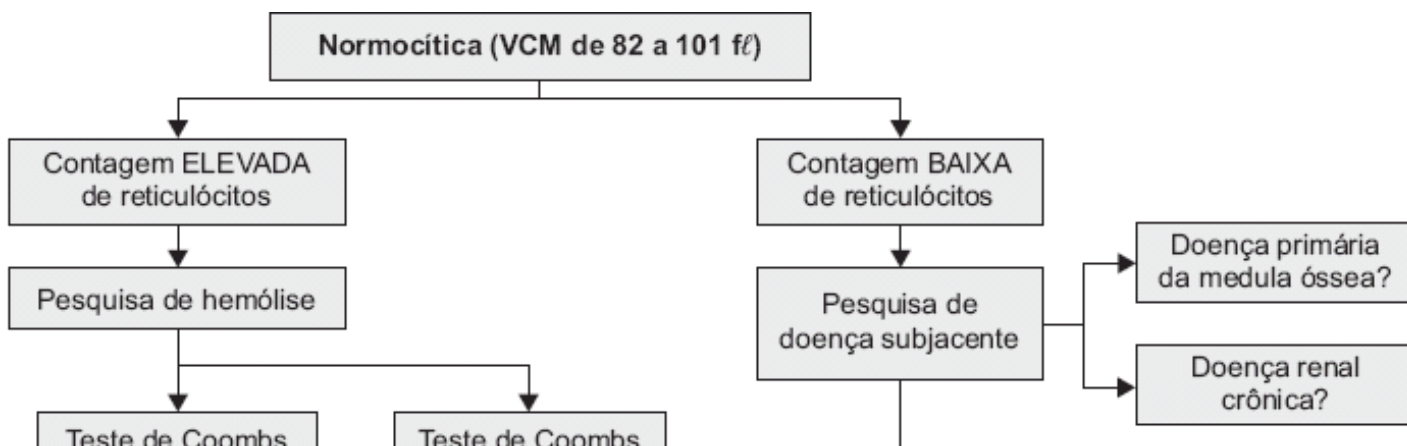 Normocítica (VCM de 82 a 101 fℓ)
Contagem ELEVADA
de reticulócitos
Contagem BAIXA
de reticulócitos
Doença primária
da medula óssea?
Pesquisa de hemólise
Pesquisa de
doença subjacente
Doença renal
crônica?
Teste de Coombs
Teste de Coombs